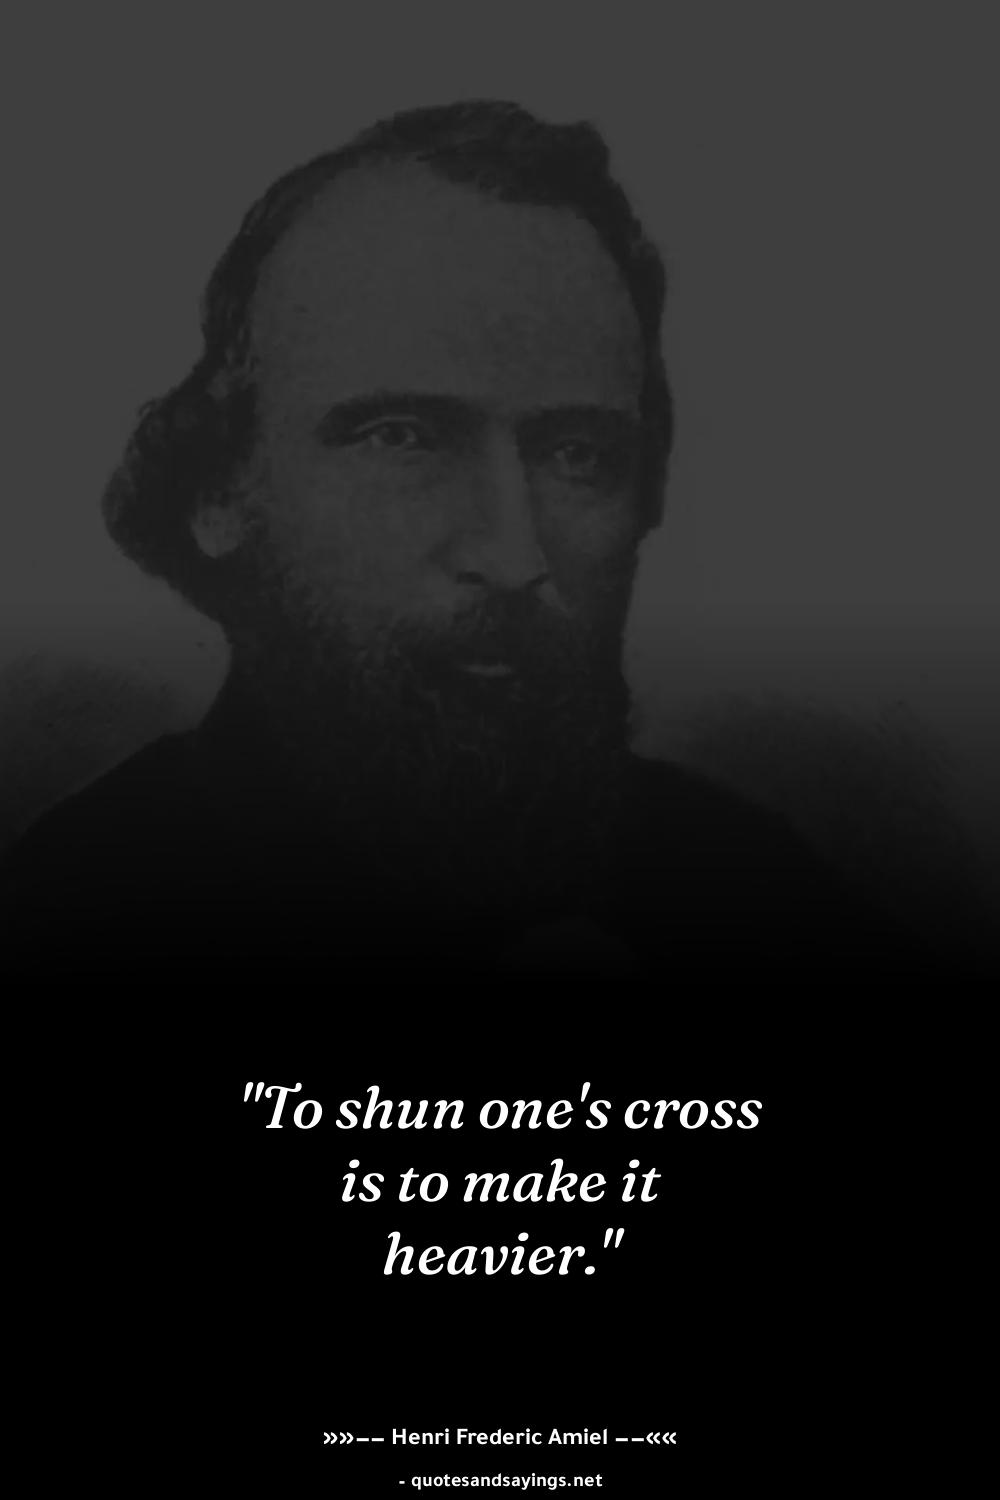 "To shun one's cross
is to make it
heavier."
»»−− Henri Frederic Amiel −−««
- quotesandsayings.net